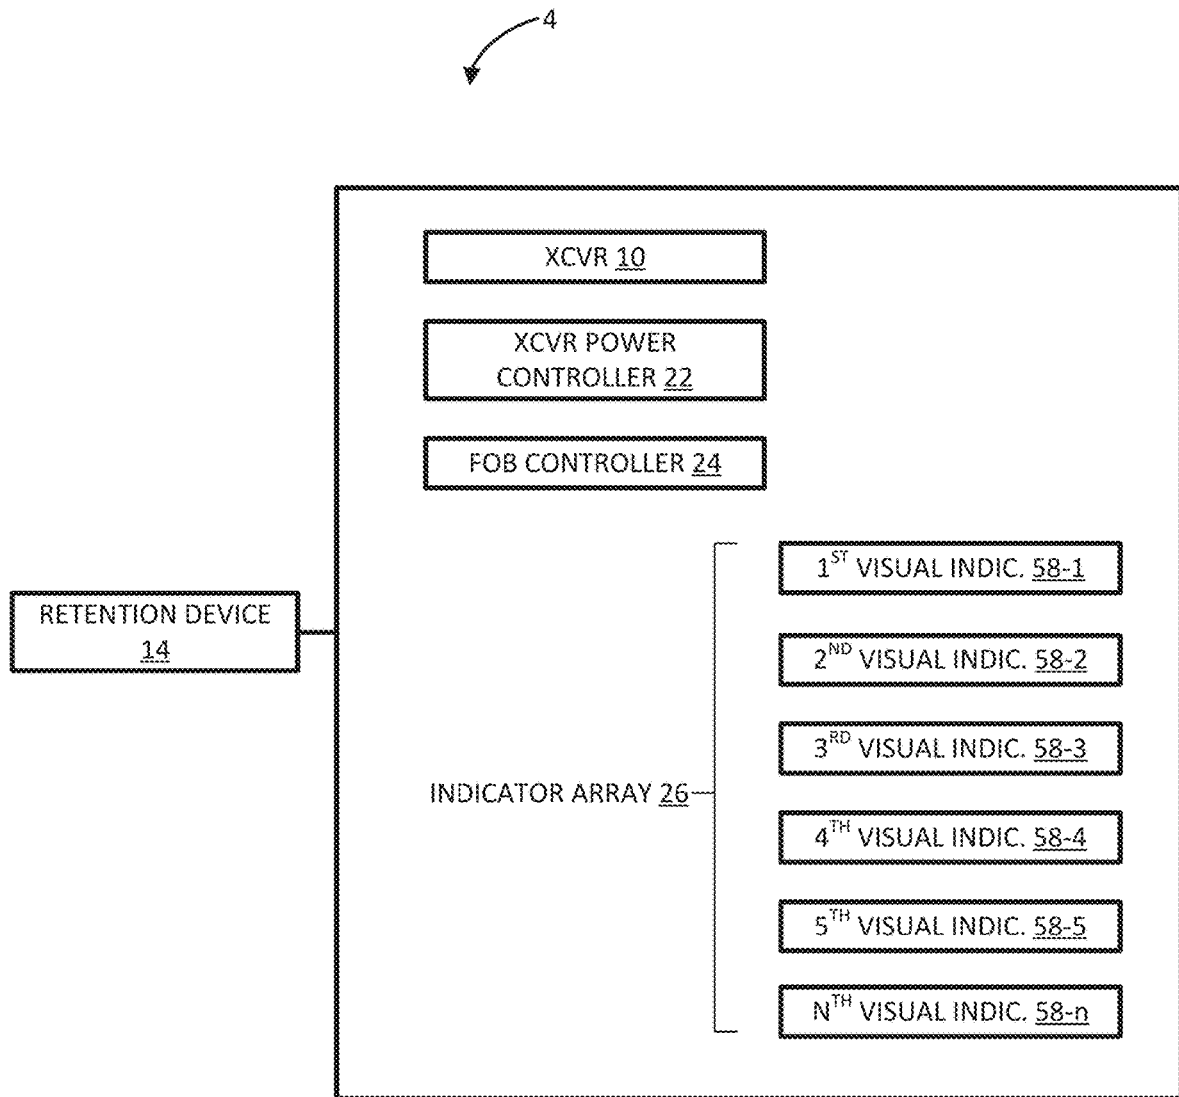 4
XCVR 10
XCVR POWER
CONTROLLER 22
FOB CONTROLLER 24
1ST VISUAL INDIC. 58-1
RETENTION DEVICE
14
2ND VISUAL INDIC. 58-2
3RD VISUAL INDIC. 58-3
INDICATOR ARRAY 26
4TH VISUAL INDIC. 58-4
5TH VISUAL INDIC. 58-5
NTH VISUAL INDIC. 58-n